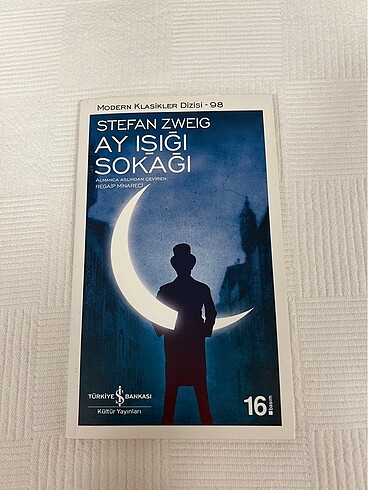 MODERN KLASİKLER DİZİSİ - 98
STEFAN ZWEIG
AY IŞIĞI
SOKAĞI
ALMANCA ASLINDAN ÇEVİREN:
REGAİP MİNARECİ
TÜRKİYE İŞ BANKASI
Kültür Yayınları
16.basım